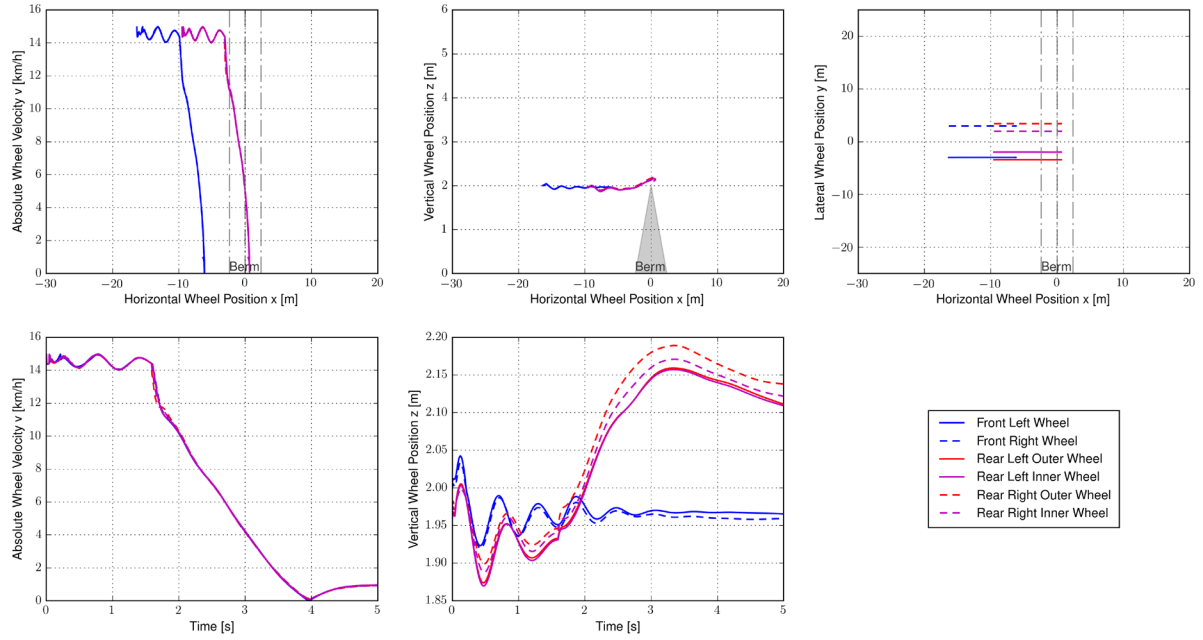 16
14
12
10
8
6
4
2
0
Absolute Wheel Velocity v [km/h]
Berm
−30 −20 −10 0 10 20
Horizontal Wheel Position x [m]
6
5
4
3
2
1
0
Vertical Wheel Position z [m]
Berm
−30 −20 −10 0 10 20
Horizontal Wheel Position x [m]
20
10
0
−10
−20
Lateral Wheel Position y [m]
Berm
−30 −20 −10 0 10 20
Horizontal Wheel Position x [m]
16
14
12
10
8
6
4
2
0
Absolute Wheel Velocity v [km/h]
0 1 2 3 4 5
Time [s]
2.20
2.15
2.10
2.05
2.00
1.95
1.90
1.85
Vertical Wheel Position z [m]
0 1 2 3 4 5
Time [s]
Front Left Wheel
Front Right Wheel
Rear Left Outer Wheel
Rear Left Inner Wheel
Rear Right Outer Wheel
Rear Right Inner Wheel